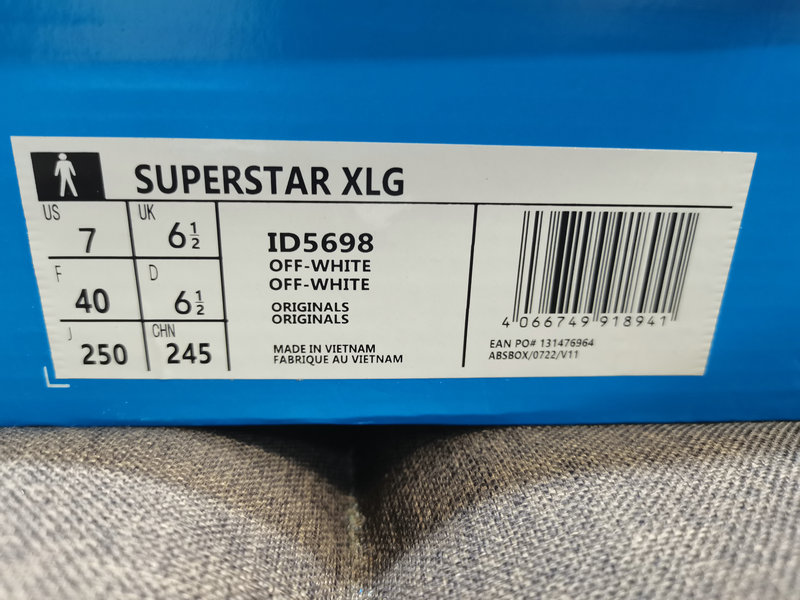 SUPERSTAR XLG
US 7 UK 6½
F 40 D 6½
J 250 CHN 245
ID5698
OFF-WHITE
OFF-WHITE
ORIGINALS
ORIGINALS
MADE IN VIETNAM
FABRIQUE AU VIETNAM
4 066749 918941
EAN PO# 131476964
ABSBOX/0722/V11